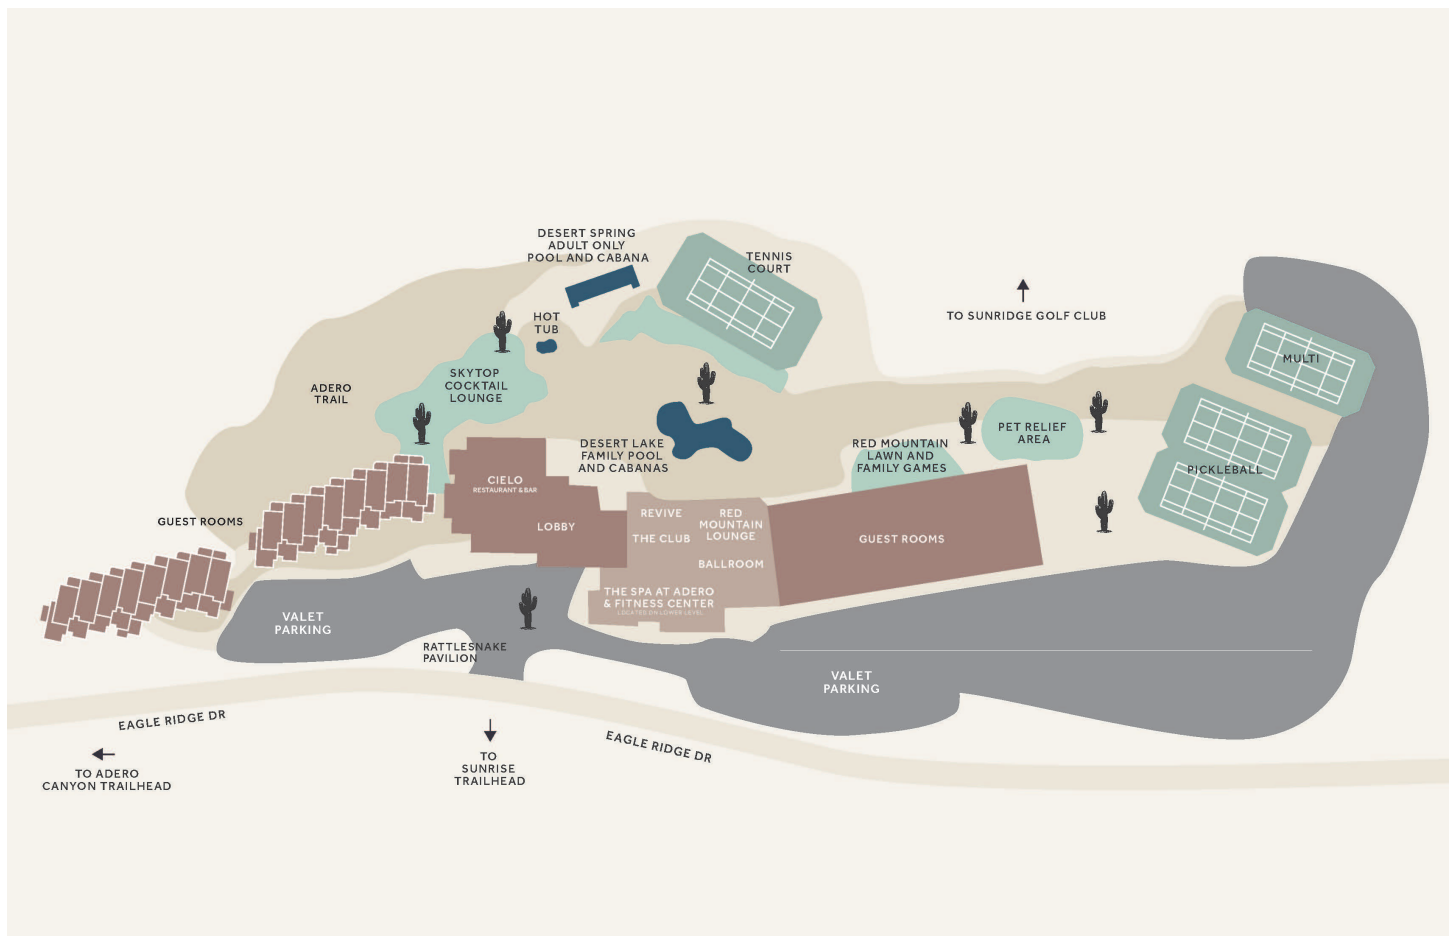 DESERT SPRING
ADULT ONLY
POOL AND CABANA
TENNIS
COURT
HOT
TUB
TO SUNRIDGE GOLF CLUB
MULTI
ADERO
TRAIL
SKYTOP
COCKTAIL
LOUNGE
PET RELIEF
AREA
DESERT LAKE
FAMILY POOL
AND CABANAS
RED MOUNTAIN
LAWN AND
FAMILY GAMES
PICKLEBALL
CIELO
RESTAURANT & BAR
LOBBY
GUEST ROOMS
REVIVE
THE CLUB
RED
MOUNTAIN
LOUNGE
BALLROOM
GUEST ROOMS
THE SPA AT ADERO
& FITNESS CENTER
LOCATED ON LOWER LEVEL
VALET
PARKING
RATTLESNAKE
PAVILION
VALET
PARKING
EAGLE RIDGE DR
EAGLE RIDGE DR
TO ADERO
CANYON TRAILHEAD
TO
SUNRISE
TRAILHEAD